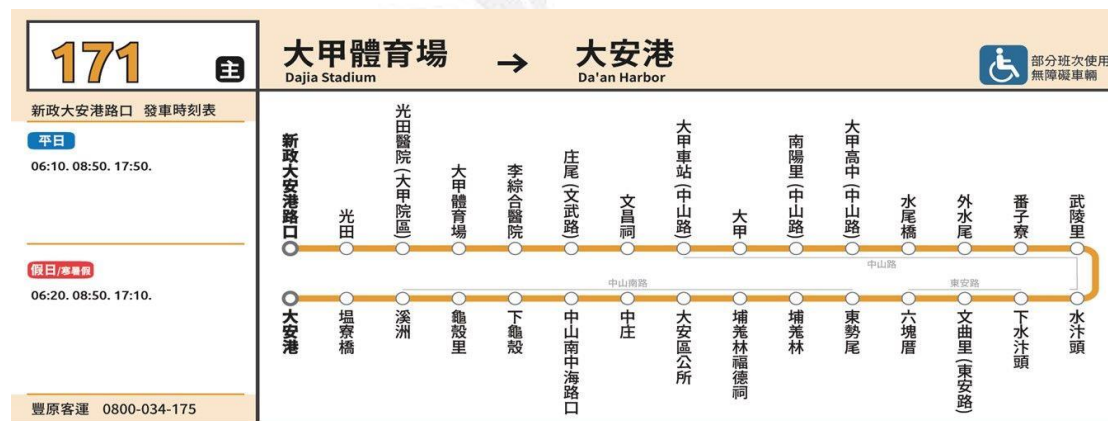 171 主
大甲體育場 → 大安港
Dajia Stadium Da'an Harbor
部分班次使用
無障礙車輛
新政大安港路口 發車時刻表
平日
06:10. 08:50. 17:50.
假日/寒暑假
06:20. 08:50. 17:10.
豐原客運 0800-034-175
新政大安港路口
光田
光田醫院(大甲院區)
大甲體育場
李綜合醫院
庄尾(文武路)
文昌祠
大甲車站(中山路)
大甲
南陽里(中山路)
大甲高中(中山路)
水尾橋
外水尾
番子寮
武陵里
中山路
中山南路
東安路
大安港
塭寮橋
溪洲
龜殼里
下龜殼
中山南中海路口
中庄
大安區公所
埔羗林福德祠
埔羗林
東勢尾
六塊厝
文曲里(東安路)
下水汴頭
水汴頭